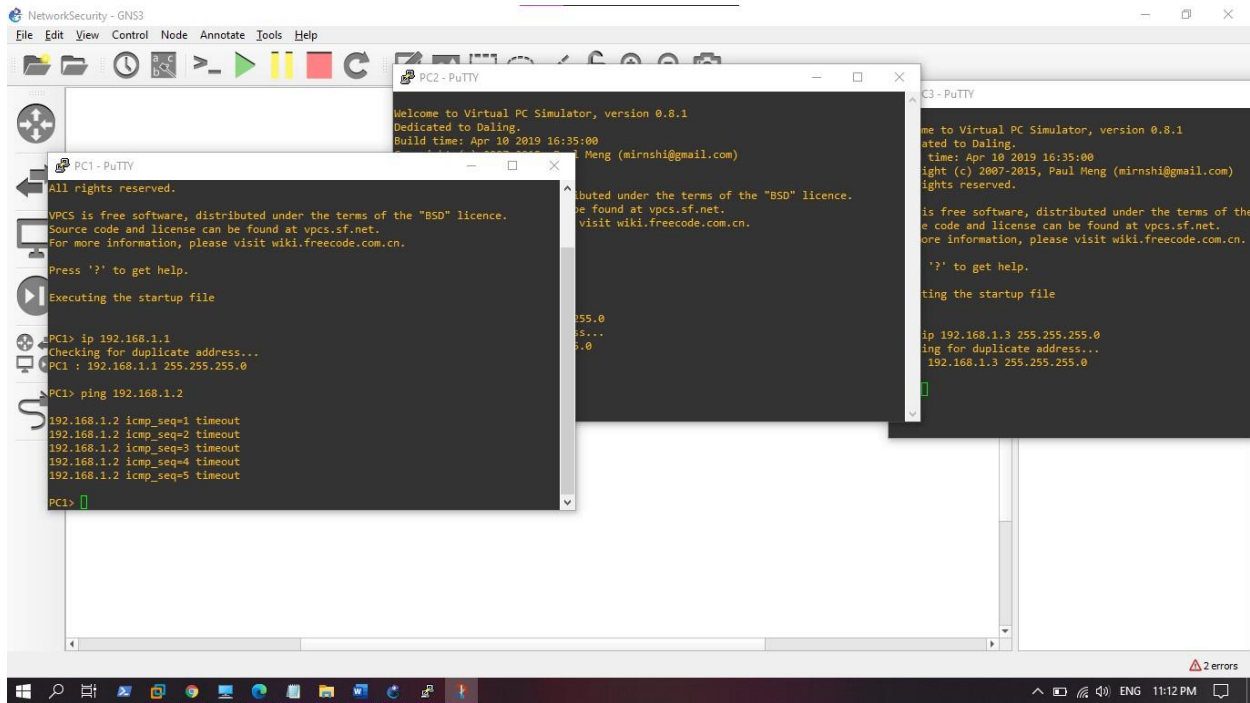 NetworkSecurity - GNS3
File Edit View Control Node Annotate Tools Help
PC2 - PuTTY
Welcome to Virtual PC Simulator, version 0.8.1
Dedicated to Daling.
Build time: Apr 10 2019 16:35:00
Meng (mirnshi@gmail.com)
ibuted under the terms of the "BSD" licence.
be found at vpcs.sf.net.
visit wiki.freecode.com.cn.
255.0
ss...
5.0
PC1 - PuTTY
All rights reserved.
VPCS is free software, distributed under the terms of the "BSD" licence.
Source code and license can be found at vpcs.sf.net.
For more information, please visit wiki.freecode.com.cn.
Press '?' to get help.
Executing the startup file
PC1> ip 192.168.1.1
Checking for duplicate address...
PC1 : 192.168.1.1 255.255.255.0
PC1> ping 192.168.1.2
192.168.1.2 icmp_seq=1 timeout
192.168.1.2 icmp_seq=2 timeout
192.168.1.2 icmp_seq=3 timeout
192.168.1.2 icmp_seq=4 timeout
192.168.1.2 icmp_seq=5 timeout
PC1>
C3 - PuTTY
me to Virtual PC Simulator, version 0.8.1
ated to Daling.
time: Apr 10 2019 16:35:00
ight (c) 2007-2015, Paul Meng (mirnshi@gmail.com)
ights reserved.
is free software, distributed under the terms of the
e code and license can be found at vpcs.sf.net.
ore information, please visit wiki.freecode.com.cn.
'?' to get help.
ting the startup file
ip 192.168.1.3 255.255.255.0
ing for duplicate address...
192.168.1.3 255.255.255.0
2 errors
ENG 11:12 PM